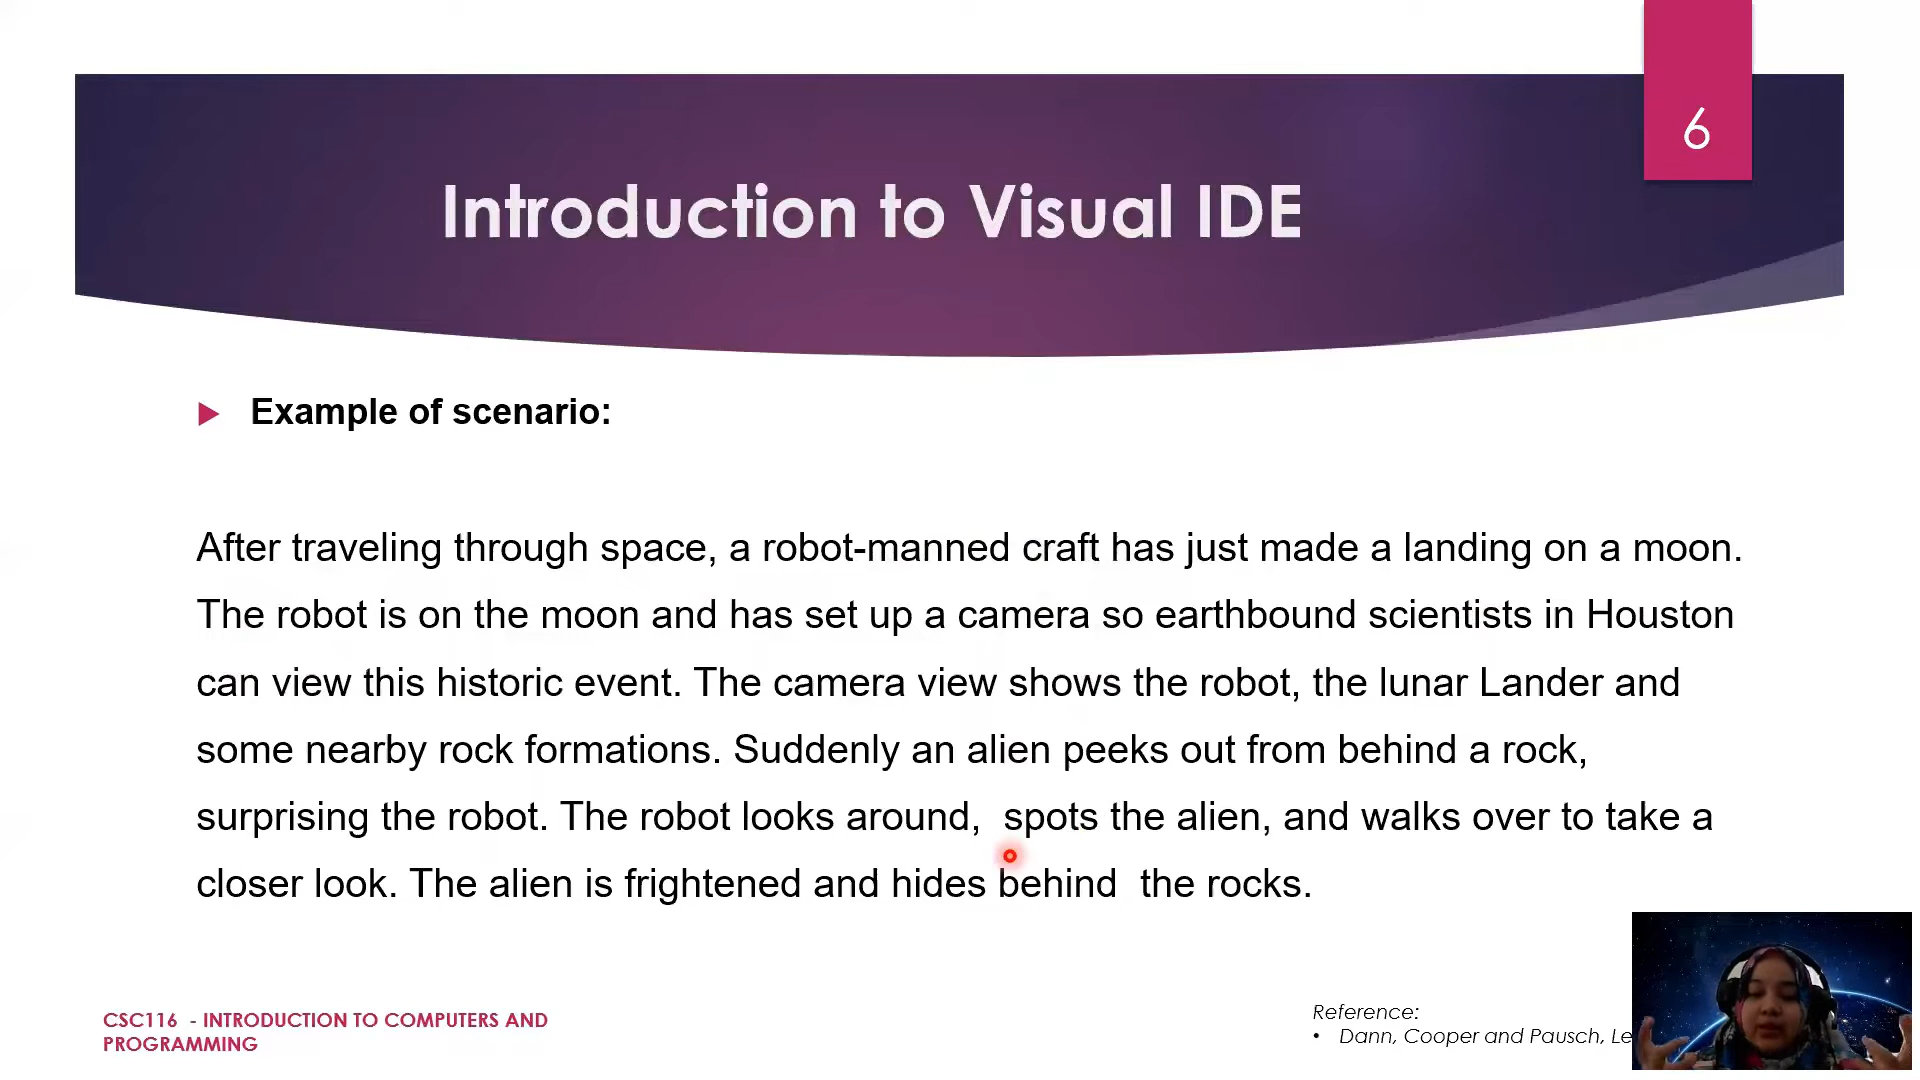 6
Introduction to Visual IDE
Example of scenario:
After traveling through space, a robot-manned craft has just made a landing on a moon.
The robot is on the moon and has set up a camera so earthbound scientists in Houston
can view this historic event. The camera view shows the robot, the lunar Lander and
some nearby rock formations. Suddenly an alien peeks out from behind a rock,
surprising the robot. The robot looks around,  spots the alien, and walks over to take a
closer look. The alien is frightened and hides behind  the rocks.
CSC116  - INTRODUCTION TO COMPUTERS AND
PROGRAMMING
Reference:
• Dann, Cooper and Pausch,